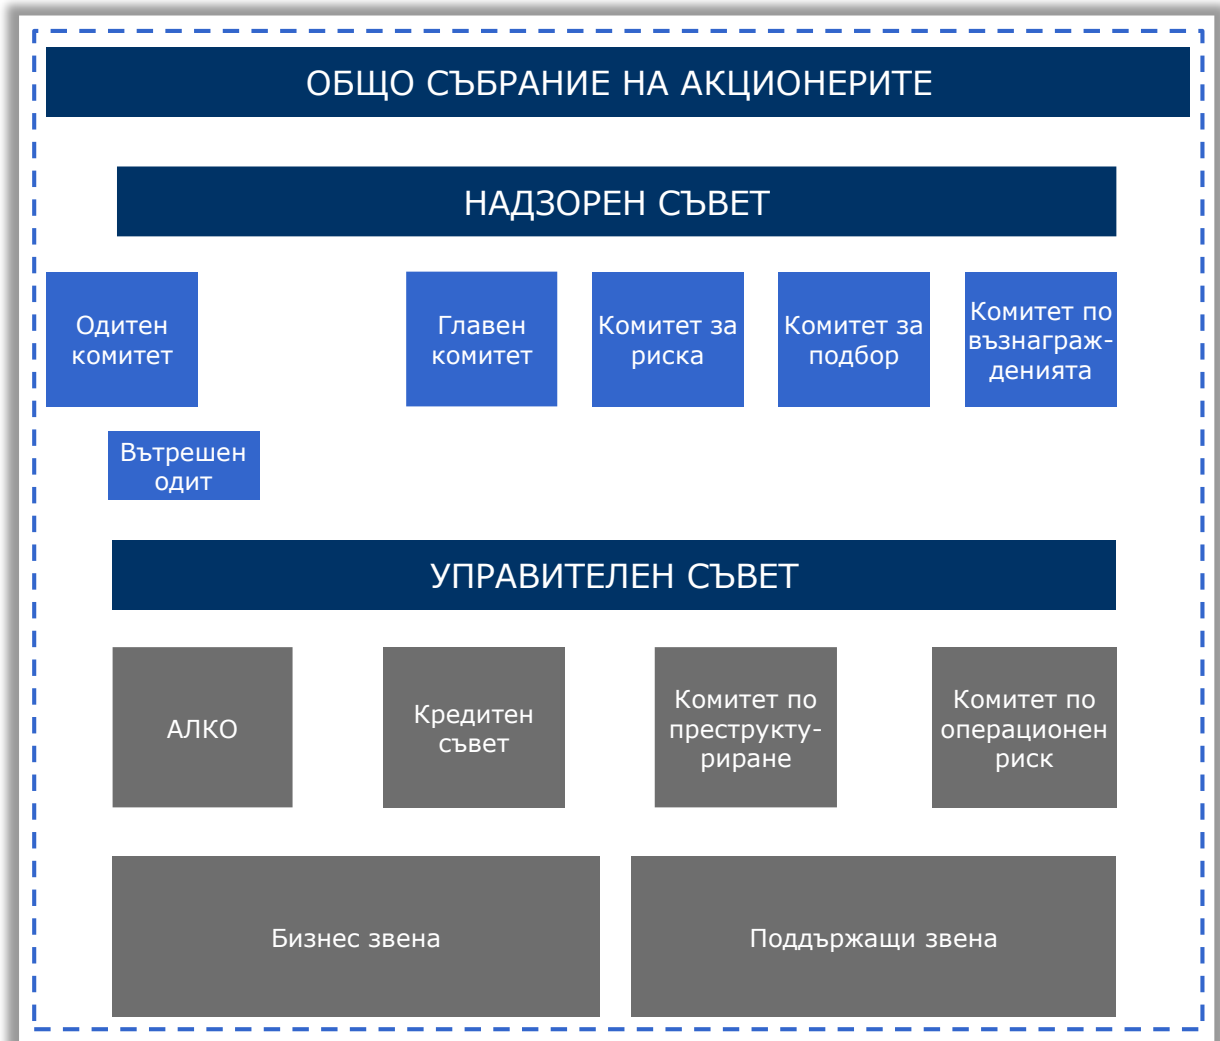 ОБЩО СЪБРАНИЕ НА АКЦИОНЕРИТЕ
НАДЗОРЕН СЪВЕТ
Одитен
комитет
Главен
комитет
Комитет за
риска
Комитет за
подбор
Комитет по
възнаграж-
денията
Вътрешен
одит
УПРАВИТЕЛЕН СЪВЕТ
АЛКО
Кредитен
съвет
Комитет по
преструкту-
риране
Комитет по
операционен
риск
Бизнес звена
Поддържащи звена